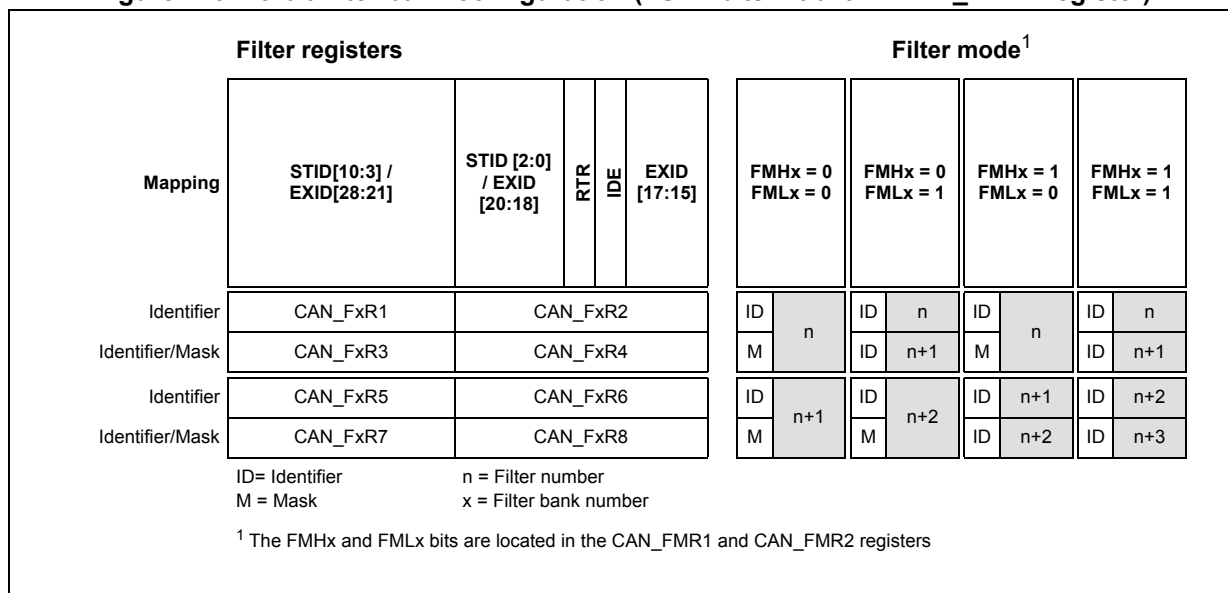 Filter registers
Filter mode1
Mapping
STID[10:3] /
EXID[28:21]
STID [2:0]
/ EXID
[20:18]
RTR
IDE
EXID
[17:15]
FMHx = 0
FMLx = 0
FMHx = 0
FMLx = 1
FMHx = 1
FMLx = 0
FMHx = 1
FMLx = 1
Identifier CAN_FxR1 CAN_FxR2 ID n ID n ID n ID n
Identifier/Mask CAN_FxR3 CAN_FxR4 M ID n+1 M ID n+1
Identifier CAN_FxR5 CAN_FxR6 ID n+1 ID n+2 ID n+1 ID n+2
Identifier/Mask CAN_FxR7 CAN_FxR8 M M ID n+2 ID n+3
ID= Identifier n = Filter number
M = Mask x = Filter bank number
1 The FMHx and FMLx bits are located in the CAN_FMR1 and CAN_FMR2 registers